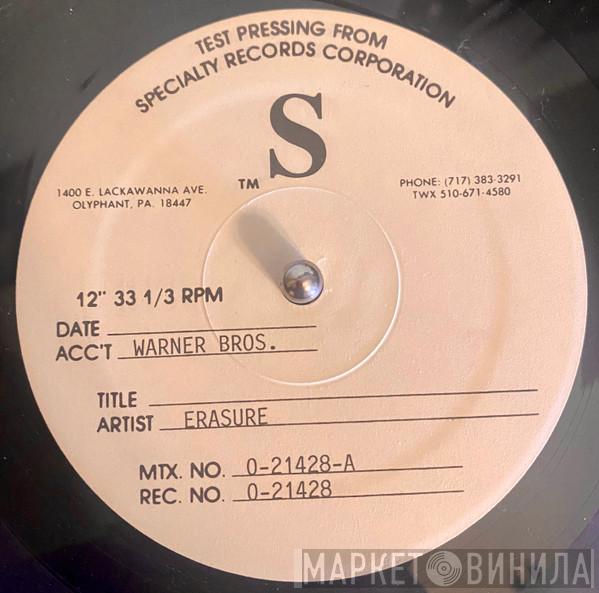 TEST PRESSING FROM
SPECIALTY RECORDS CORPORATION
S
TM
1400 E. LACKAWANNA AVE.
OLYPHANT, PA. 18447
PHONE: (717) 383-3291
TWX 510-671-4580
12" 33 1/3 RPM
DATE
ACC'T WARNER BROS.
TITLE
ARTIST ERASURE
MTX. NO. 0-21428-A
REC. NO. 0-21428
МАРКЕТ ВИНИЛА